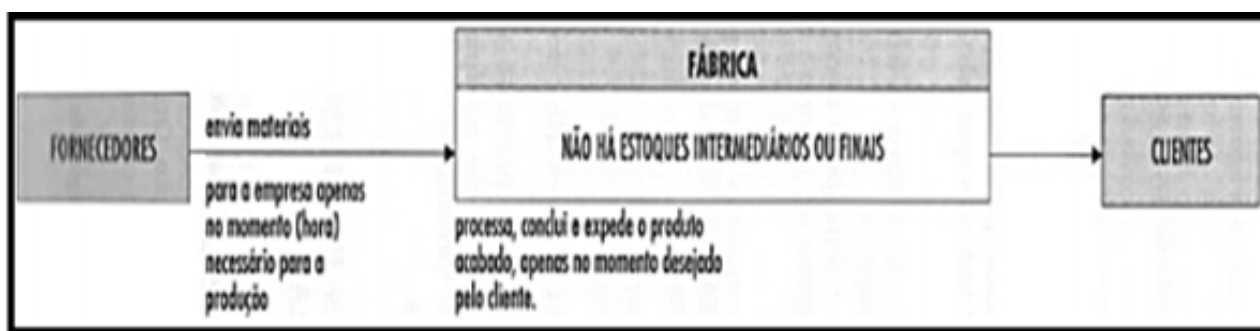 FÁBRICA
FORNECEDORES
envia materiais
NÃO HÁ ESTOQUES INTERMEDIÁRIOS OU FINAIS
CLIENTES
para a empresa apenas
no momento (hora)
necessário para a
produção
processa, conclui e expede o produto
acabado, apenas no momento desejado
pelo cliente.